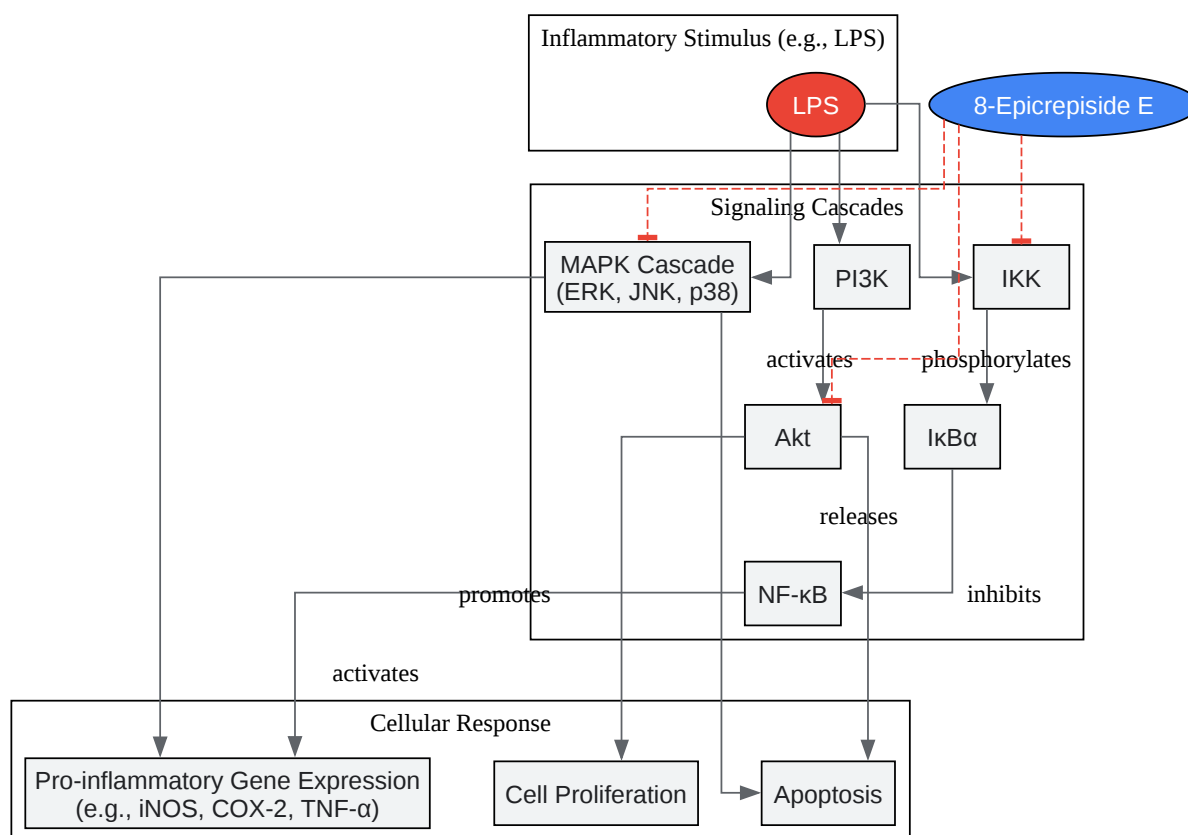 Inflammatory Stimulus (e.g., LPS)
LPS
8-Epicrepiside E
Signaling Cascades
MAPK Cascade
(ERK, JNK, p38)
PI3K
IKK
activates
phosphorylates
Akt
IκBα
releases
NF-κB
promotes
inhibits
activates
Cellular Response
Pro-inflammatory Gene Expression
(e.g., iNOS, COX-2, TNF-α)
Cell Proliferation
Apoptosis